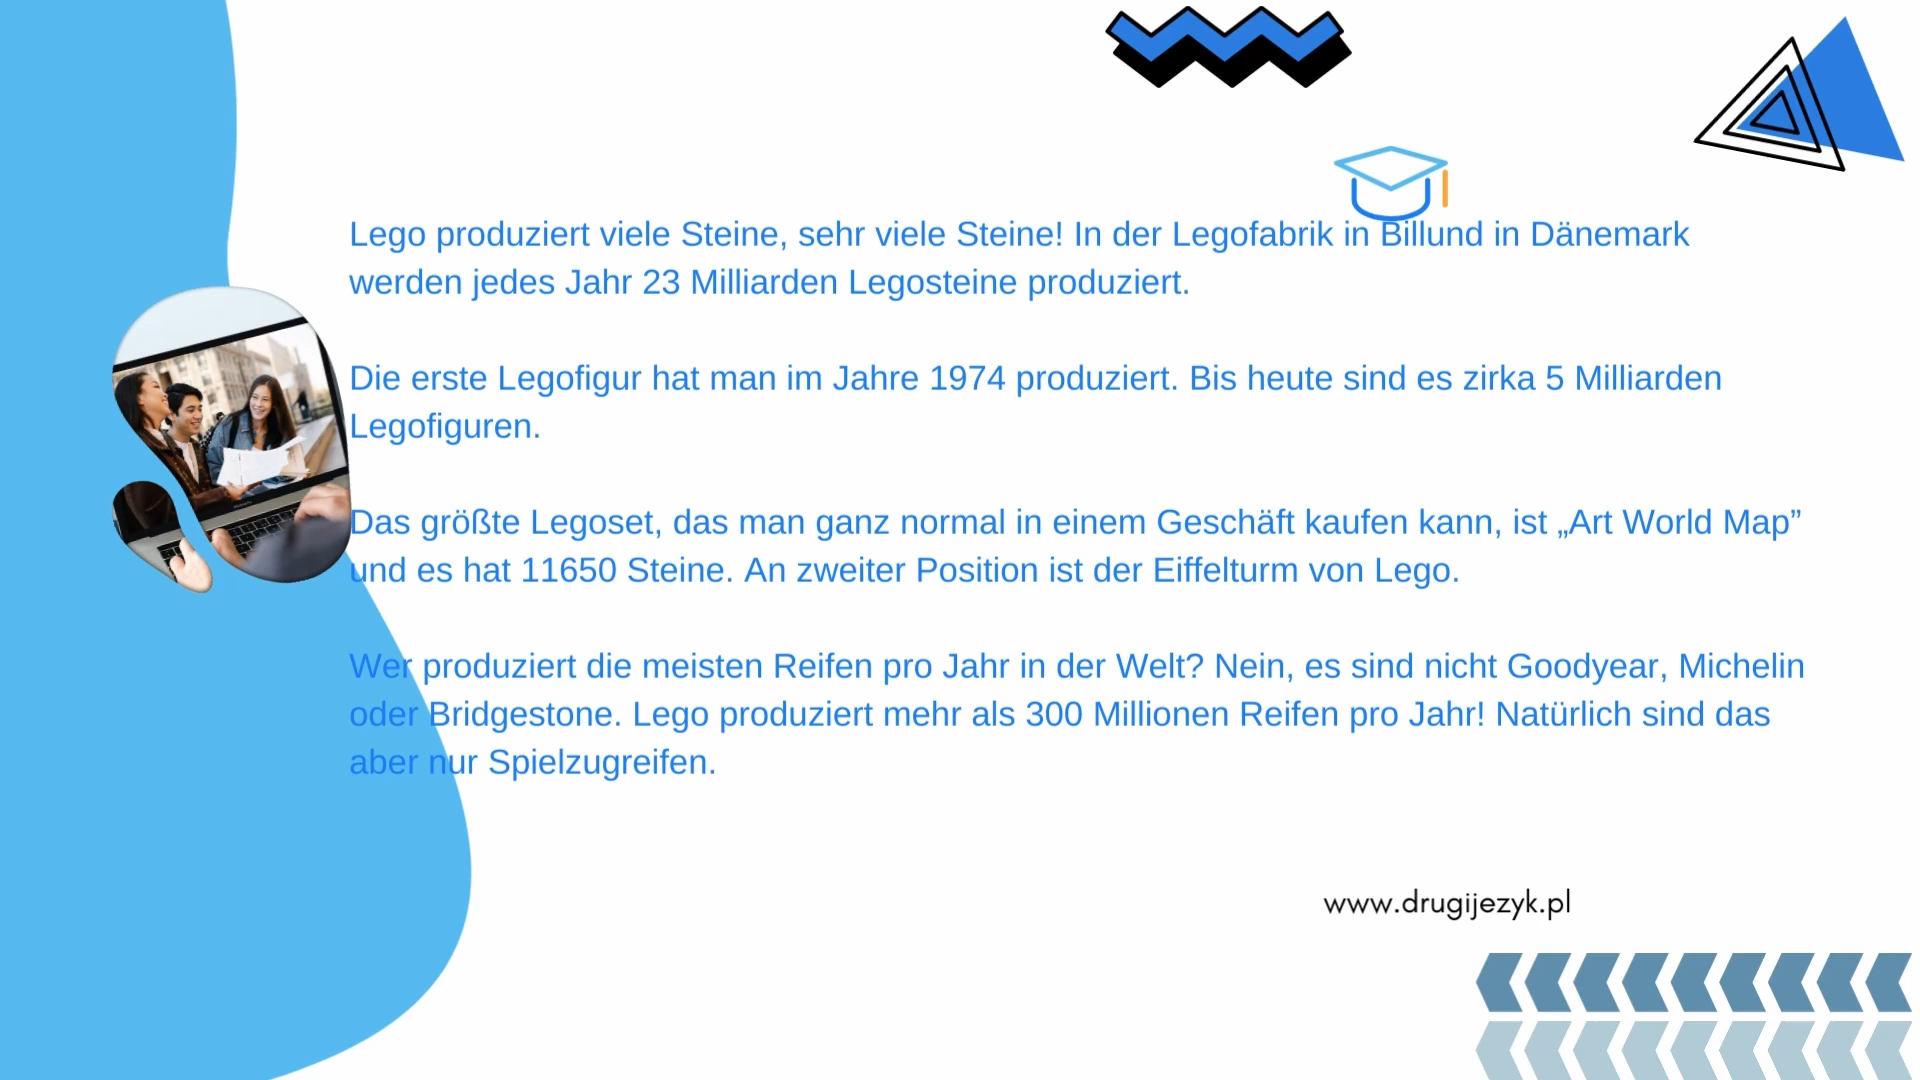 Lego produziert viele Steine, sehr viele Steine! In der Legofabrik in Billund in Dänemark
werden jedes Jahr 23 Milliarden Legosteine produziert.
Die erste Legofigur hat man im Jahre 1974 produziert. Bis heute sind es zirka 5 Milliarden
Legofiguren.
Das größte Legoset, das man ganz normal in einem Geschäft kaufen kann, ist „Art World Map”
und es hat 11650 Steine. An zweiter Position ist der Eiffelturm von Lego.
Wer produziert die meisten Reifen pro Jahr in der Welt? Nein, es sind nicht Goodyear, Michelin
oder Bridgestone. Lego produziert mehr als 300 Millionen Reifen pro Jahr! Natürlich sind das
aber nur Spielzugreifen.
www.drugijezyk.pl